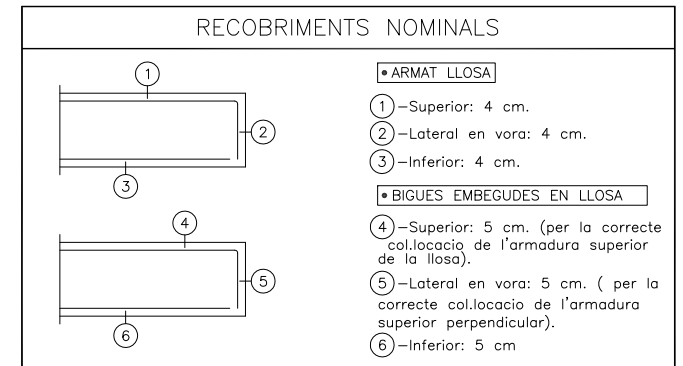 RECOBRIMENTS NOMINALS
1
2
3
• ARMAT LLOSA
1 -Superior: 4 cm.
2 -Lateral en vora: 4 cm.
3 -Inferior: 4 cm.
4
5
6
• BIGUES EMBEGUDES EN LLOSA
4 -Superior: 5 cm. (per la correcte
col.locacio de l'armadura superior
de la llosa).
5 -Lateral en vora: 5 cm. ( per la
correcte col.locacio de l'armadura
superior perpendicular).
6 -Inferior: 5 cm